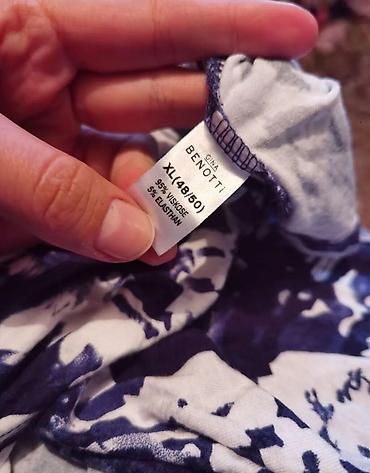 GINA
BENOTTI
XL(48/50)
95% VISKOSE
5% ELASTHAN